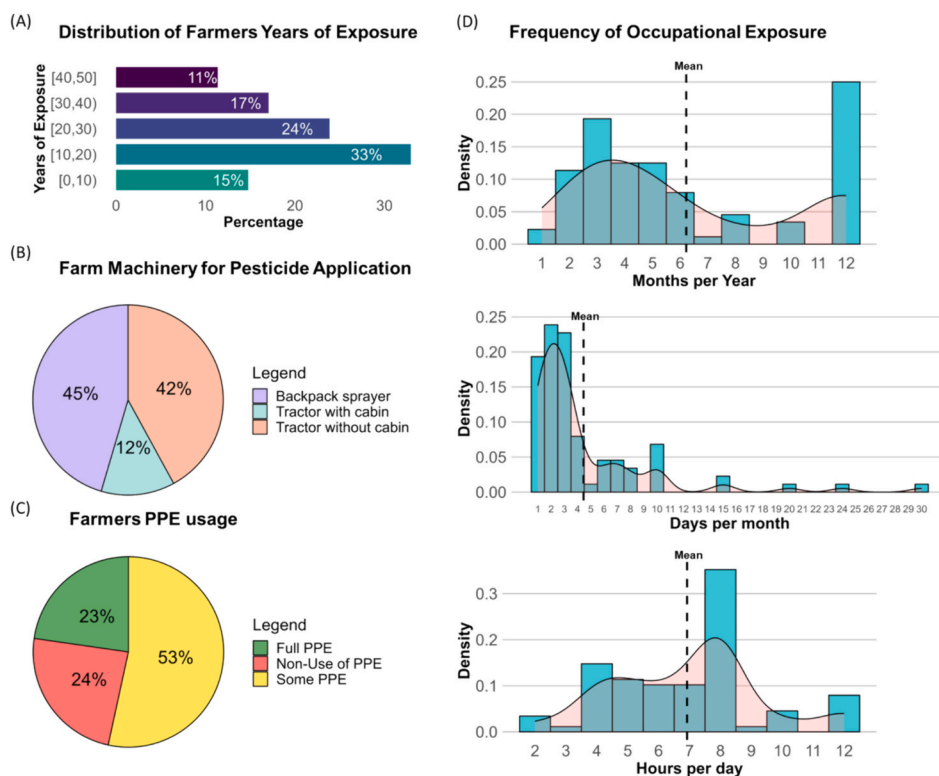 (A)
Distribution of Farmers Years of Exposure
Years of Exposure
[40,50]
11%
[30,40)
17%
[20,30)
24%
[10,20)
33%
[0,10)
15%
0 10 20 30
Percentage
(B)
Farm Machinery for Pesticide Application
45%
42%
12%
Legend
Backpack sprayer
Tractor with cabin
Tractor without cabin
(C)
Farmers PPE usage
23%
53%
24%
Legend
Full PPE
Non-Use of PPE
Some PPE
(D)
Frequency of Occupational Exposure
Mean
Density
0.25
0.20
0.15
0.10
0.05
0.00
1 2 3 4 5 6 7 8 9 10 11 12
Months per Year
Mean
Density
0.25
0.20
0.15
0.10
0.05
0.00
1 2 3 4 5 6 7 8 9 10 11 12 13 14 15 16 17 18 19 20 21 22 23 24 25 26 27 28 29 30
Days per month
Mean
Density
0.3
0.2
0.1
0.0
2 3 4 5 6 7 8 9 10 11 12
Hours per day